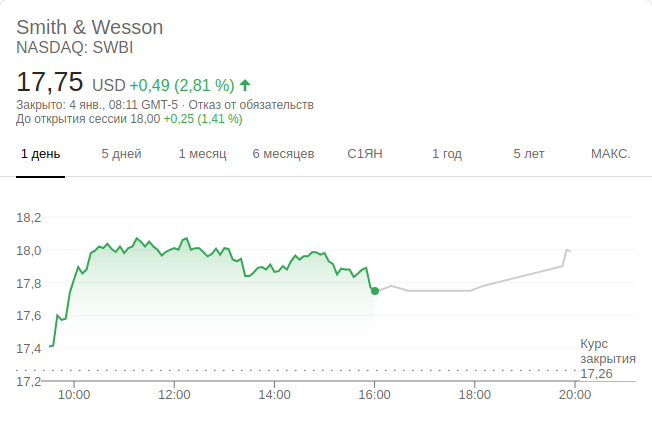 Smith & Wesson
NASDAQ: SWBI
17,75 USD +0,49 (2,81 %)
Закрыто: 4 янв., 08:11 GMT-5 · Отказ от обязательств
До открытия сессии 18,00 +0,25 (1,41 %)
1 день 5 дней 1 месяц 6 месяцев С1ЯН 1 год 5 лет МАКС.
18,2
18,0
17,8
17,6
17,4
Курс
закрытия
17,26
17,2
10:00 12:00 14:00 16:00 18:00 20:00